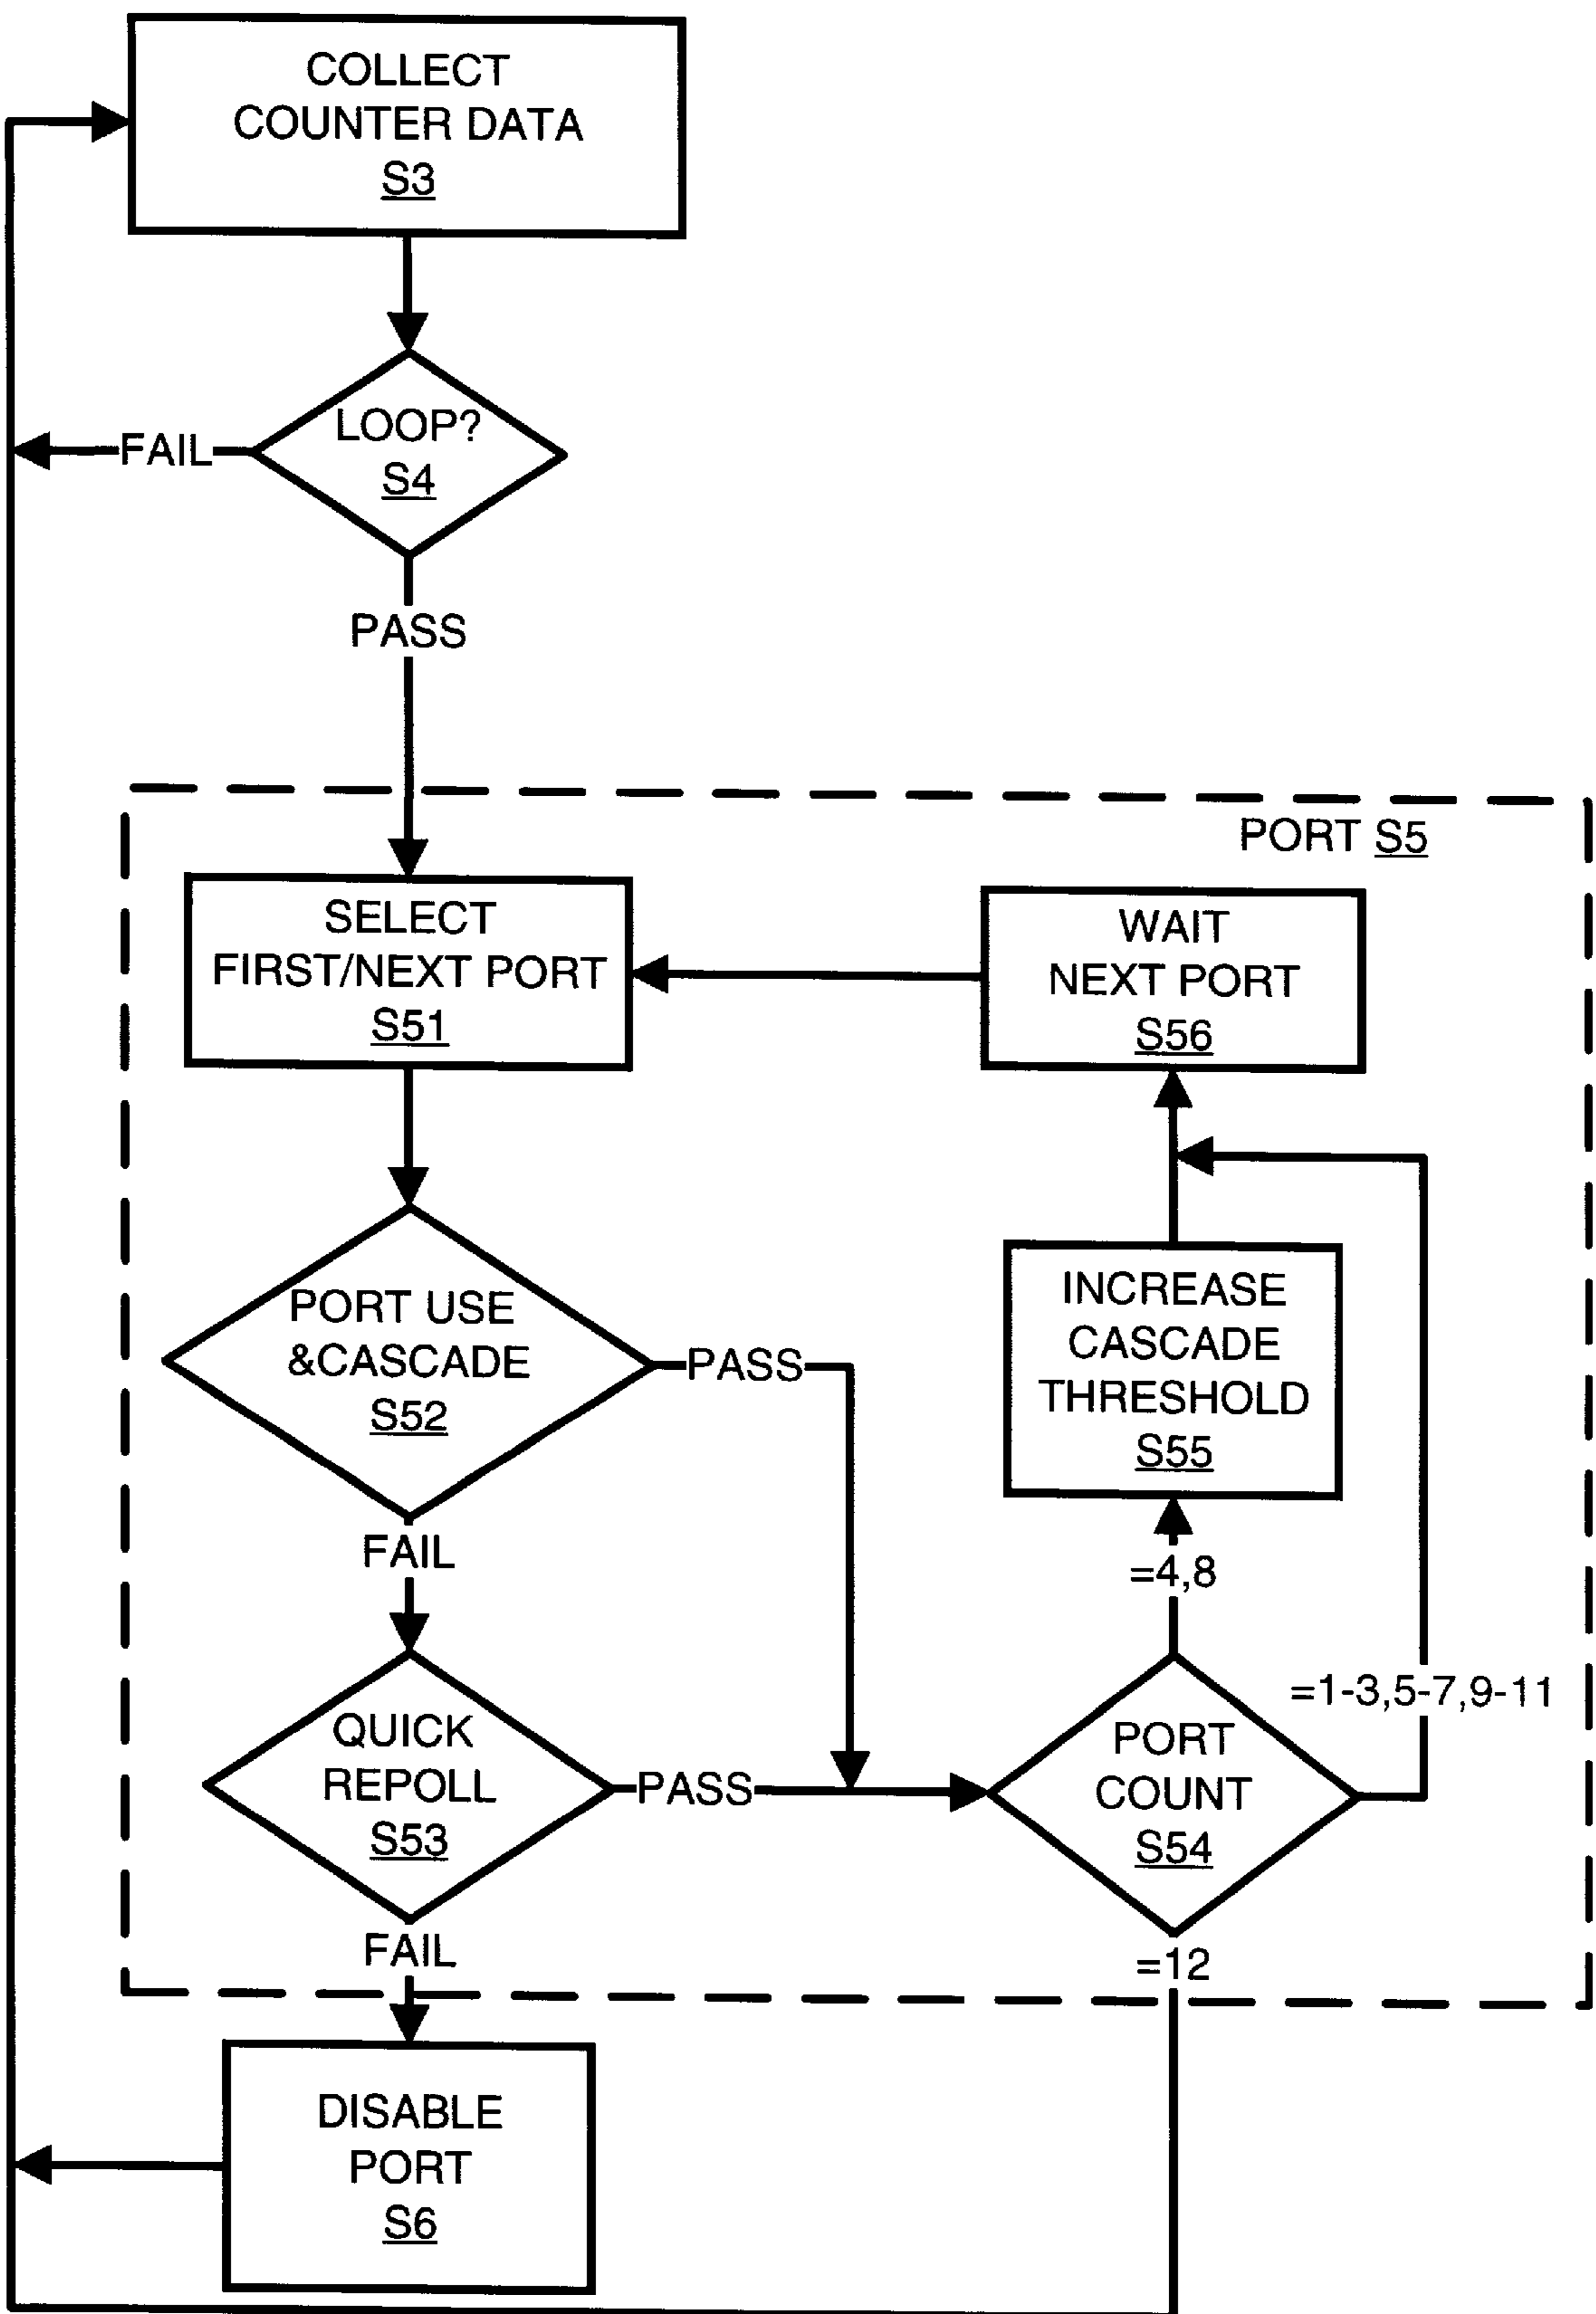 COLLECT
COUNTER DATA
S3
LOOP?
S4
FAIL
PASS
PORT S5
SELECT
FIRST/NEXT PORT
S51
WAIT
NEXT PORT
S56
PORT USE
&CASCADE
S52
PASS
FAIL
INCREASE
CASCADE
THRESHOLD
S55
=4,8
=1-3,5-7,9-11
QUICK
REPOLL
S53
PASS
PORT
COUNT
S54
FAIL
=12
DISABLE
PORT
S6